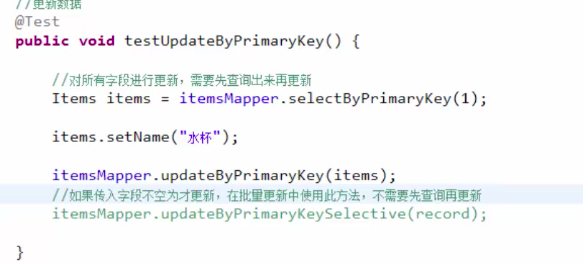 //更新数据
@Test
public void testUpdateByPrimaryKey() {
//对所有字段进行更新，需要先查询出来再更新
Items items = itemsMapper.selectByPrimaryKey(1);
items.setName("水杯");
itemsMapper.updateByPrimaryKey(items);
//如果传入字段不空为才更新，在批量更新中使用此方法，不需要先查询再更新
itemsMapper.updateByPrimaryKeySelective(record);
}